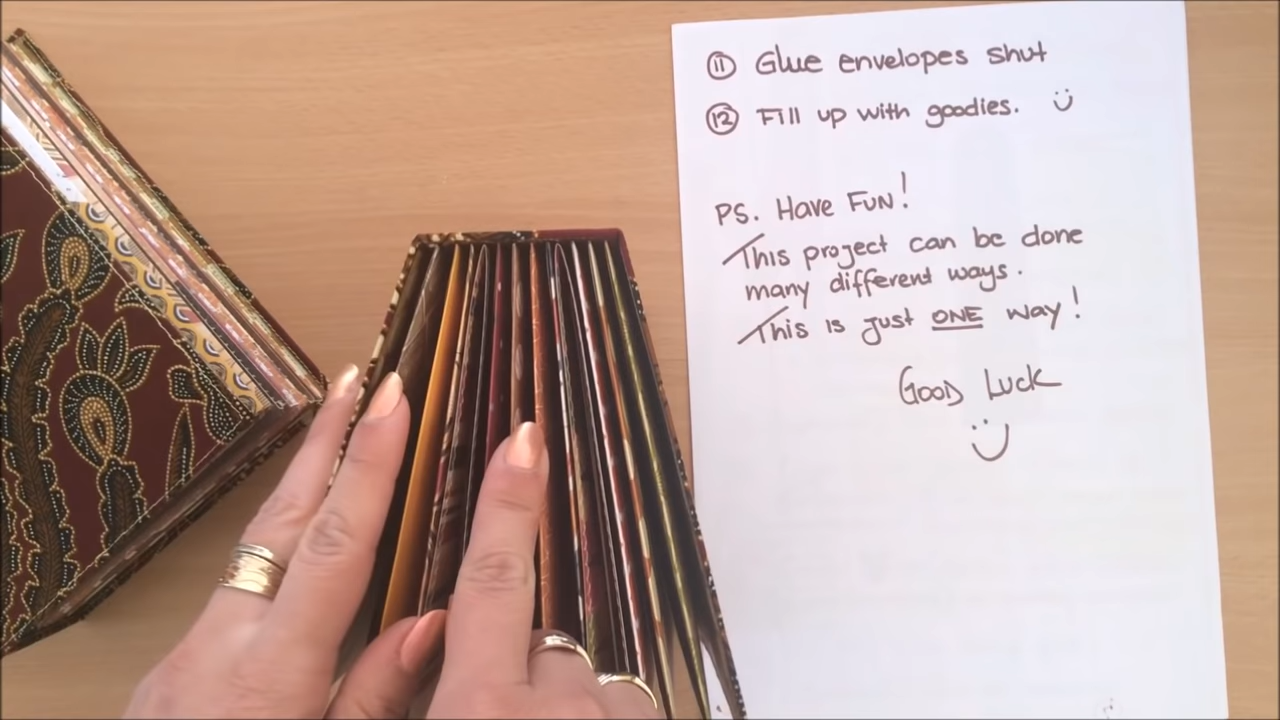 ⑪ Glue envelopes shut
⑫ Fill up with goodies. ☺
PS. Have Fun!
This project can be done
many different ways.
This is just ONE way!
Good Luck